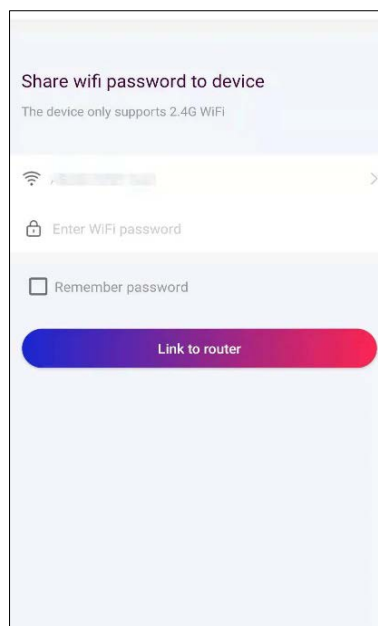 Share wifi password to device
The device only supports 2.4G WiFi
Enter WiFi password
Remember password
Link to router